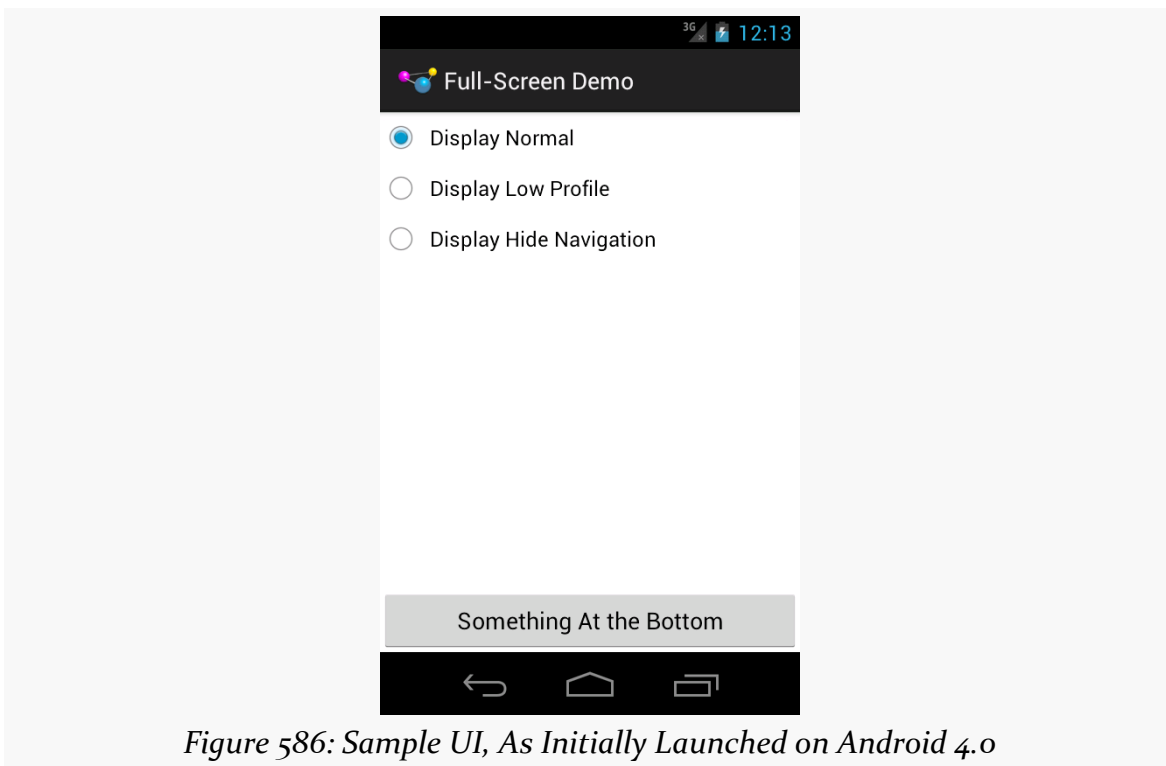 3G 12:13
Full-Screen Demo
Display Normal
Display Low Profile
Display Hide Navigation
Something At the Bottom
Figure 586: Sample UI, As Initially Launched on Android 4.0